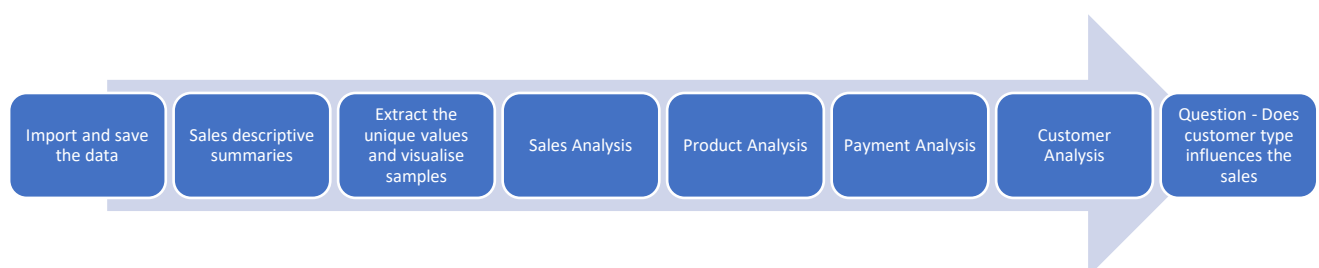 Import and save
the data
Sales descriptive
summaries
Extract the
unique values
and visualise
samples
Sales Analysis
Product Analysis
Payment Analysis
Customer
Analysis
Question - Does
customer type
influences the
sales